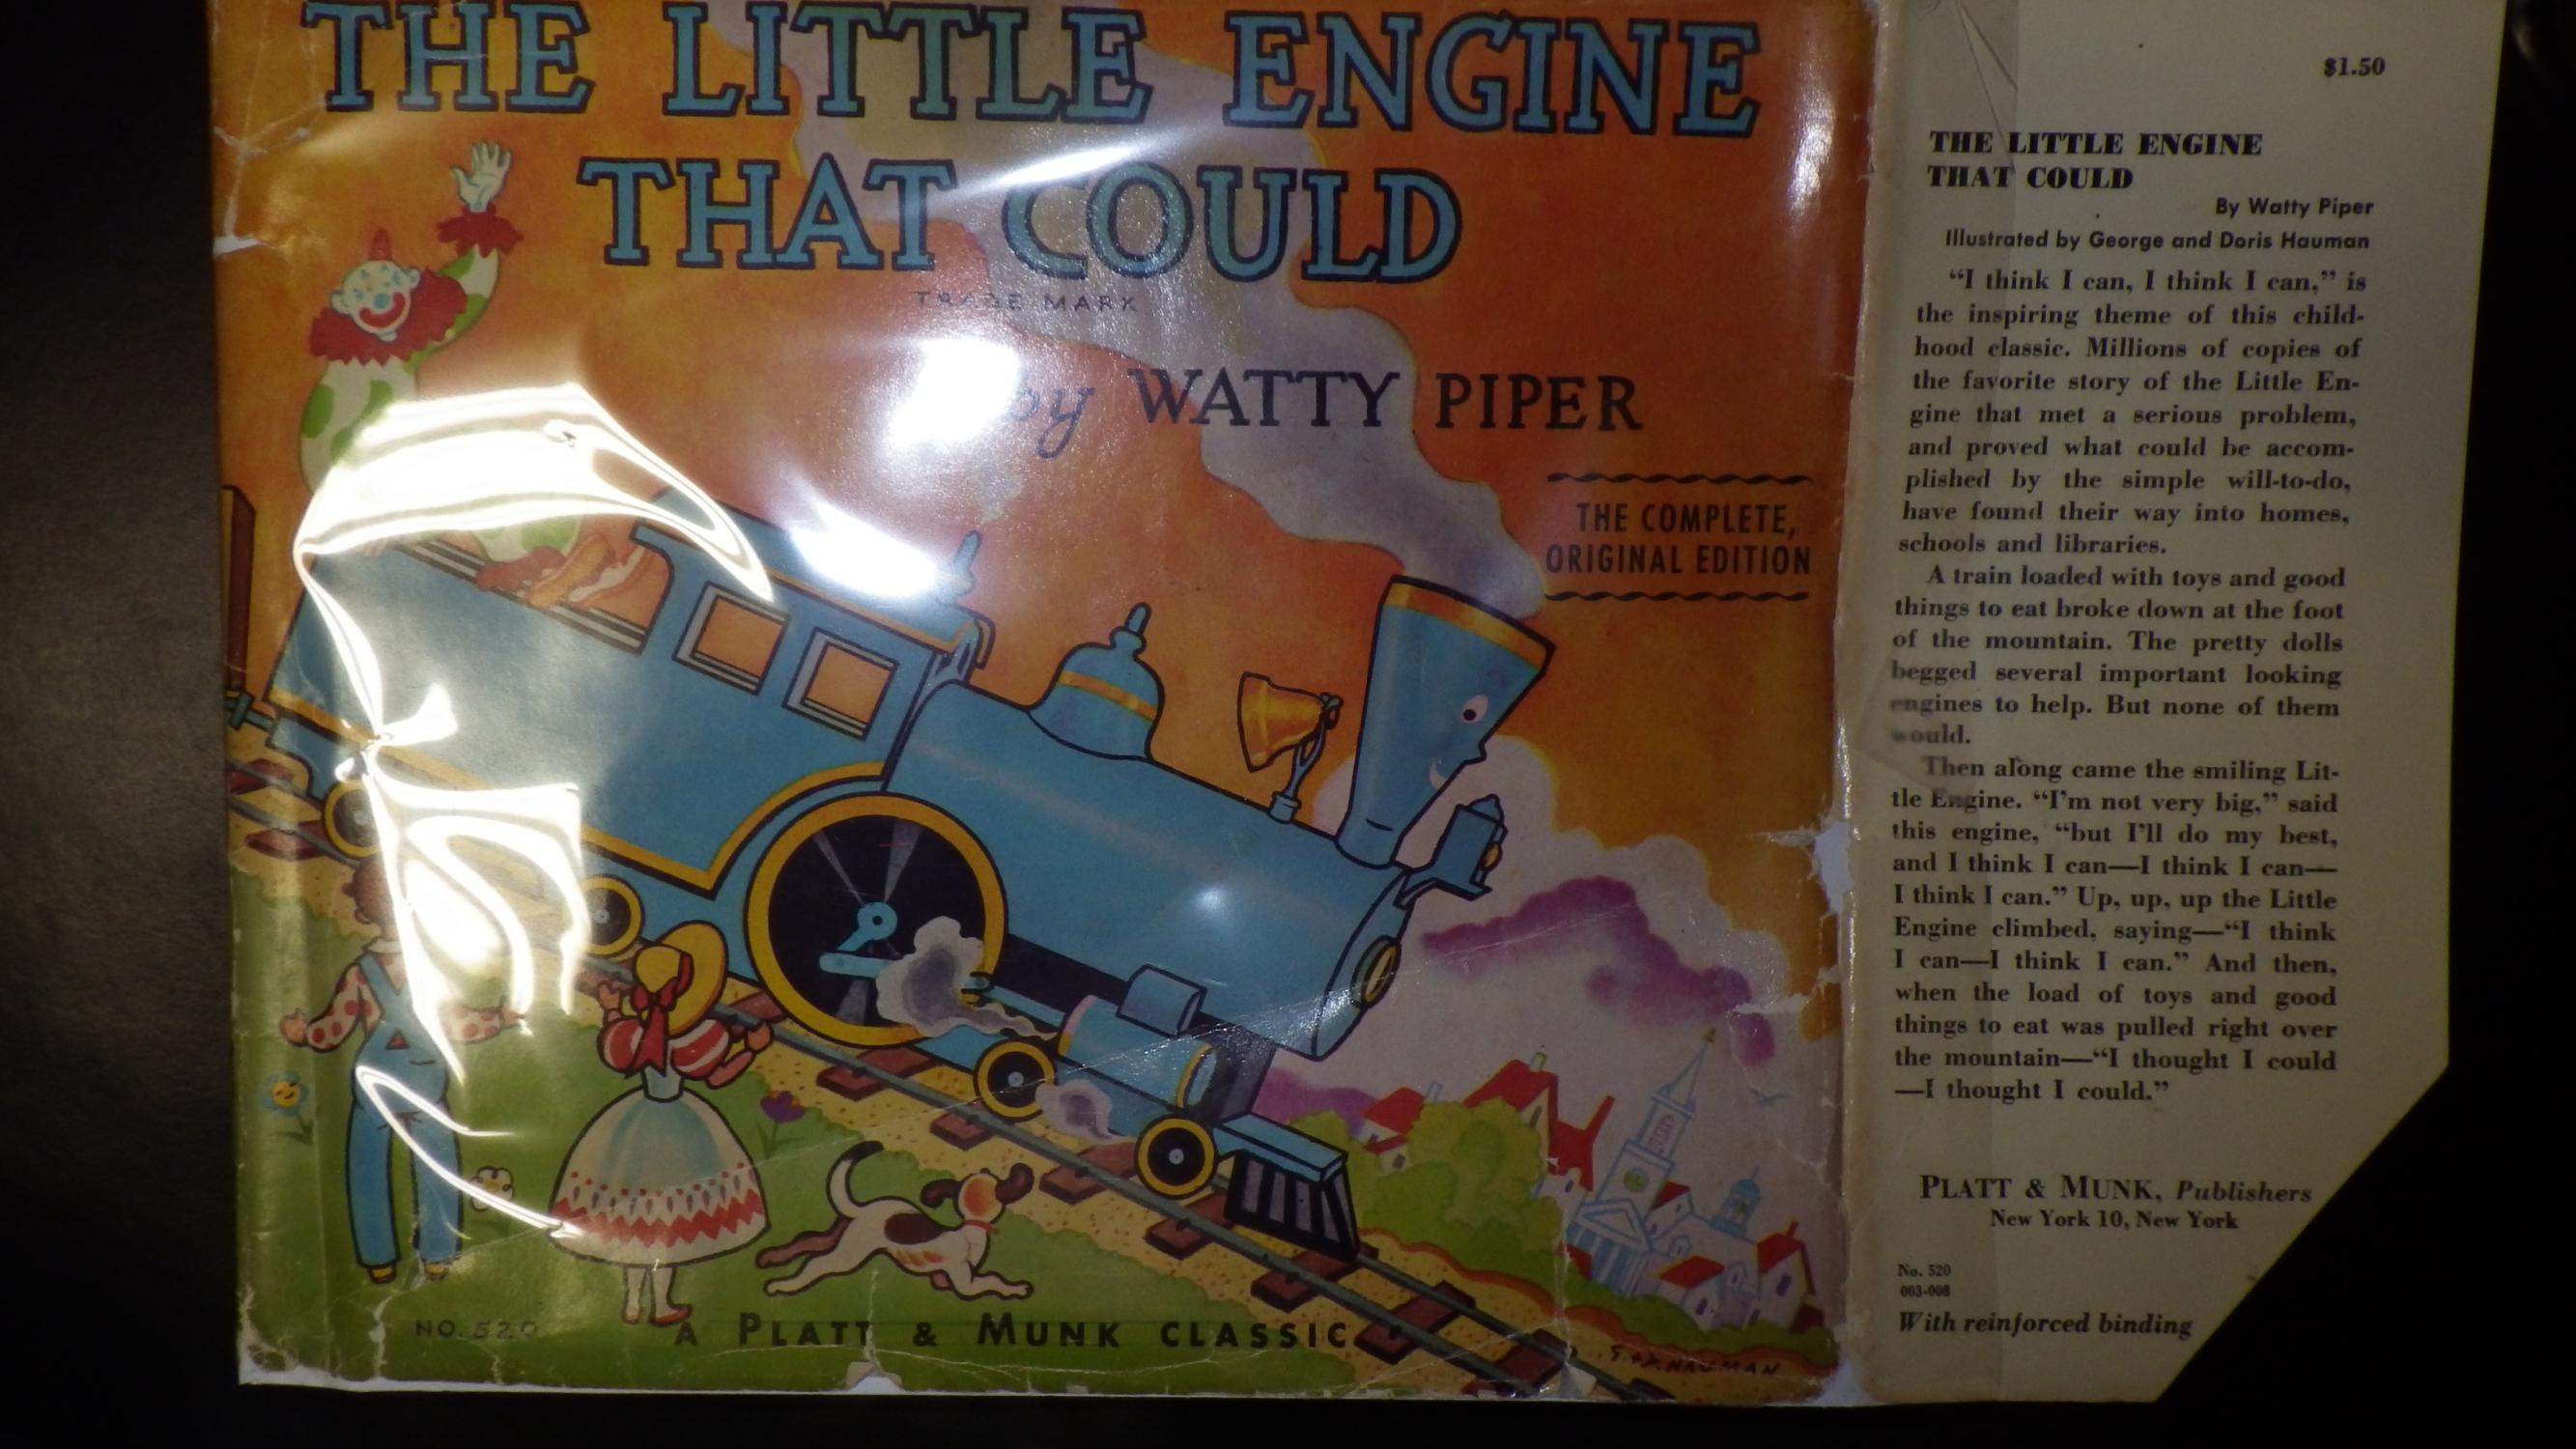 THE LITTLE ENGINE
THAT COULD
TRADE MARK
by WATTY PIPER
THE COMPLETE,
ORIGINAL EDITION
NO. 520
A PLATT & MUNK CLASSIC
G.+D. HAUMAN
$1.50
THE LITTLE ENGINE
THAT COULD
By Watty Piper
Illustrated by George and Doris Hauman
“I think I can, I think I can,” is
the inspiring theme of this child-
hood classic. Millions of copies of
the favorite story of the Little En-
gine that met a serious problem,
and proved what could be accom-
plished by the simple will-to-do,
have found their way into homes,
schools and libraries.
A train loaded with toys and good
things to eat broke down at the foot
of the mountain. The pretty dolls
begged several important looking
engines to help. But none of them
would.
Then along came the smiling Lit-
tle Engine. “I'm not very big,” said
this engine, “but I'll do my best,
and I think I can—I think I can—
I think I can.” Up, up, up the Little
Engine climbed, saying—“I think
I can—I think I can.” And then,
when the load of toys and good
things to eat was pulled right over
the mountain—“I thought I could
—I thought I could.”
PLATT & MUNK, Publishers
New York 10, New York
No. 520
003-008
With reinforced binding